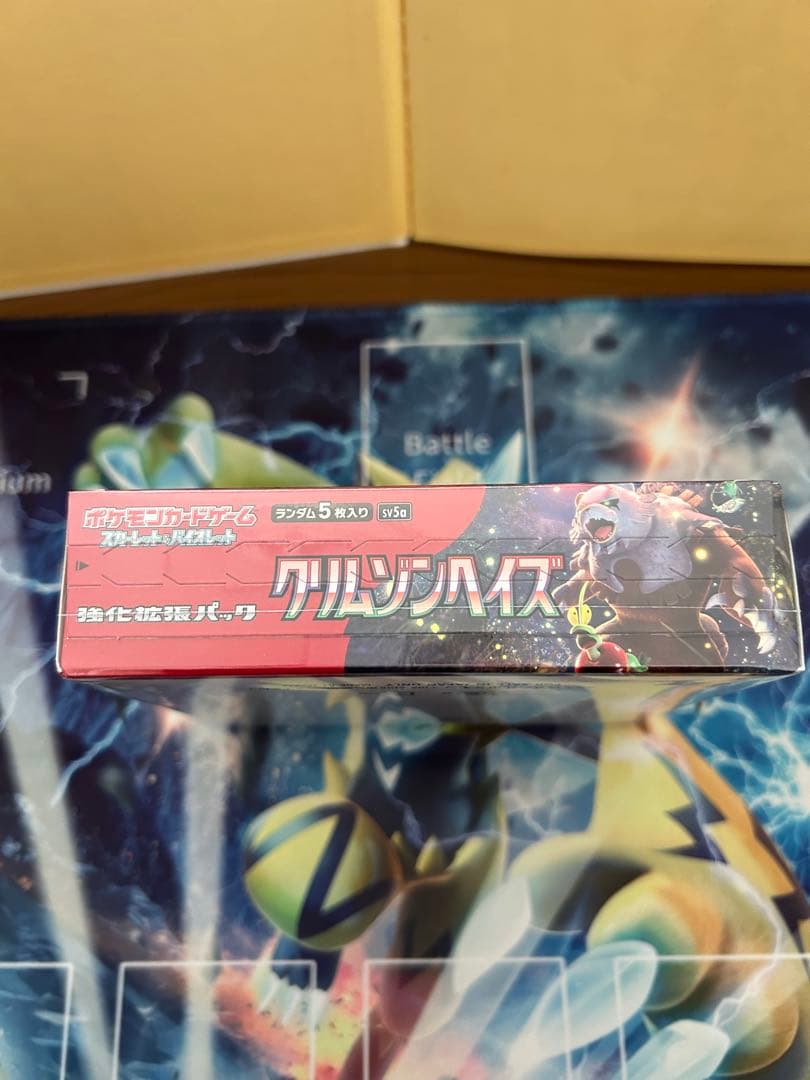 Battle
ium
ポケモンカードゲーム
スカーレット&バイオレット
ランダム5枚入り
sv5a
クリムゾンヘイズ
強化拡張パック